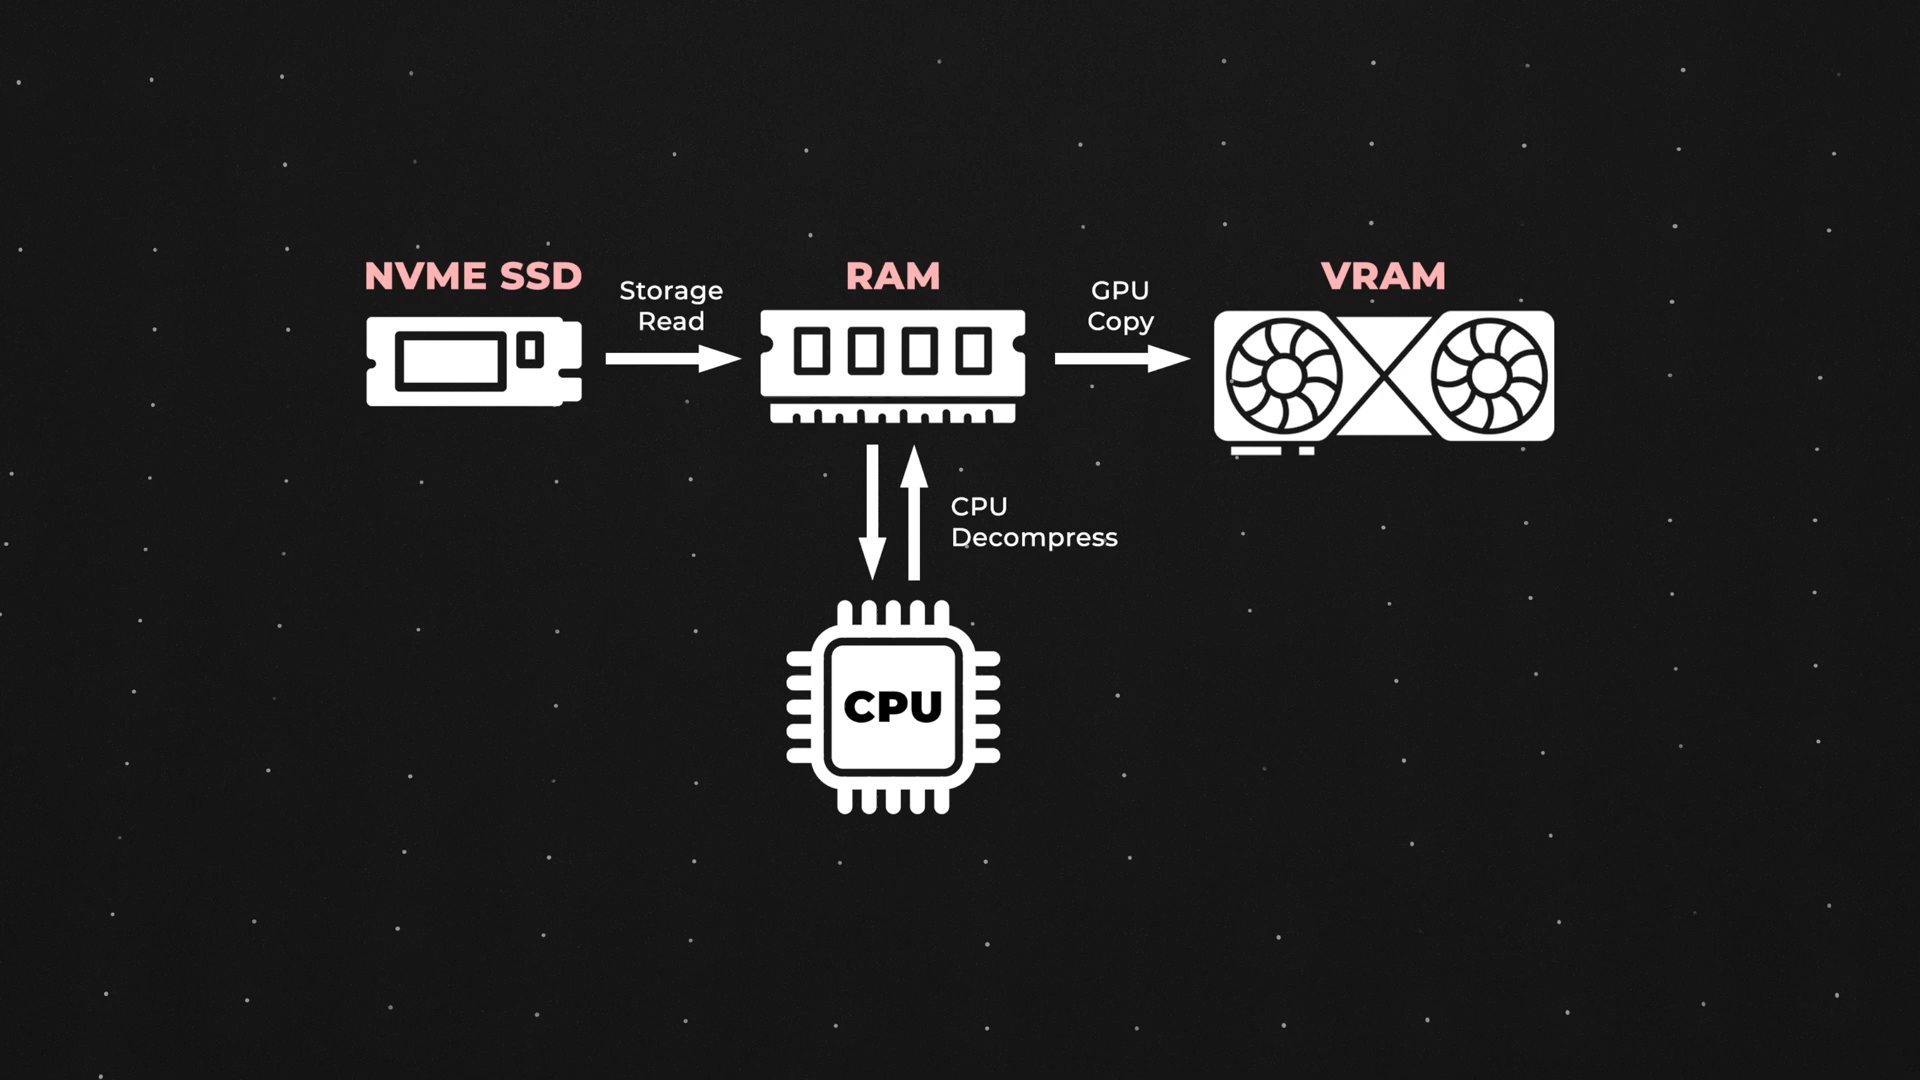 NVME SSD
Storage
Read
RAM
GPU
Copy
VRAM
CPU
Decompress
CPU